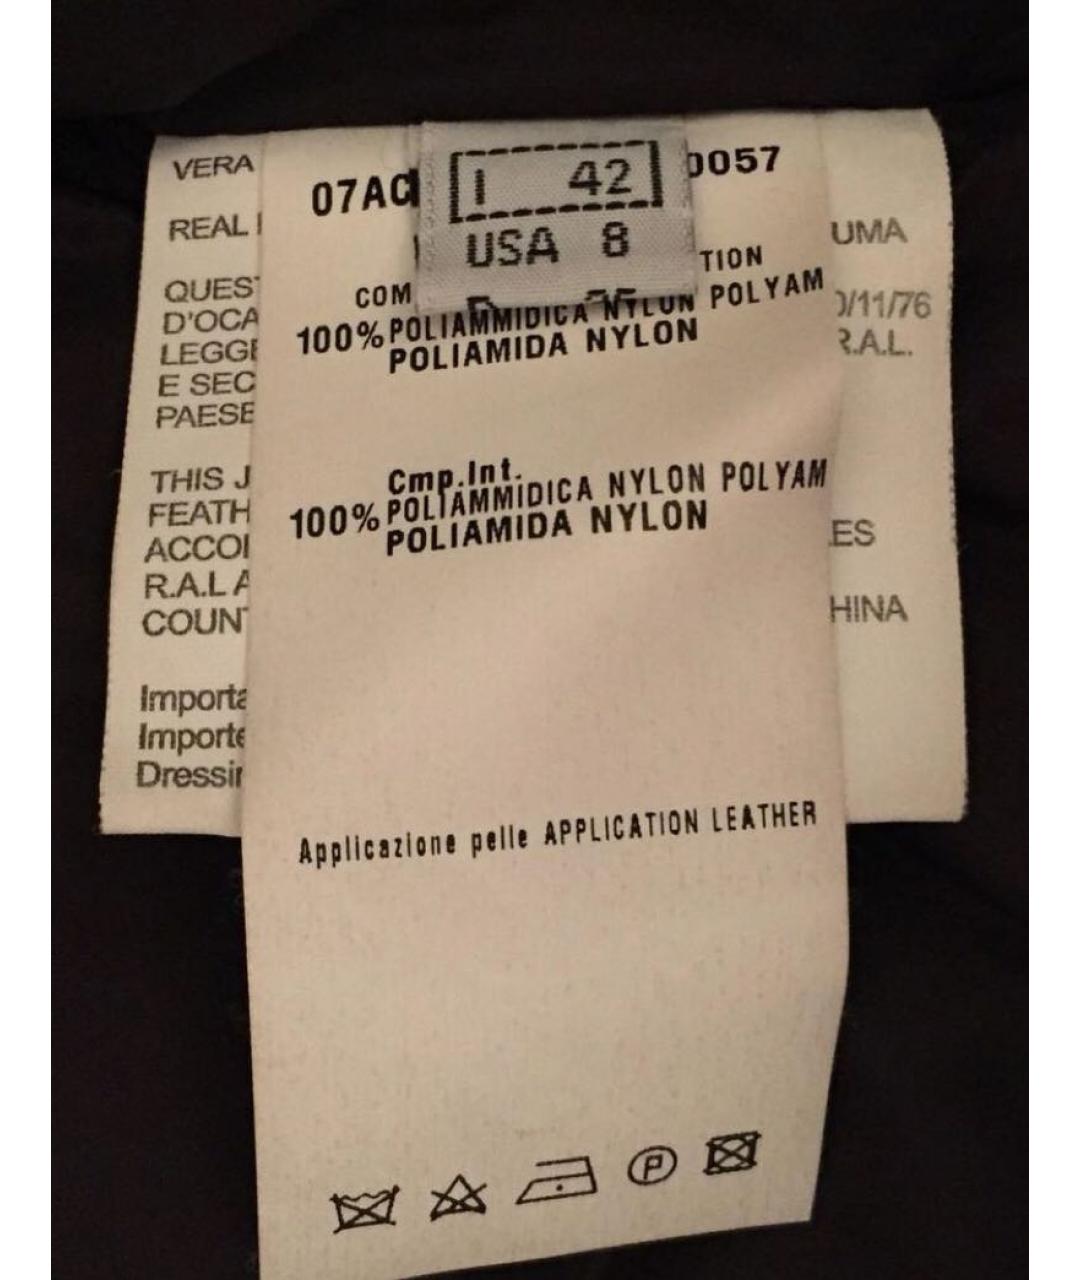 I 42
USA 8
07AC 0057
COM TION
100% POLIAMMIDICA NYLON POLYAM
POLIAMIDA NYLON
Cmp.Int.
100% POLIAMMIDICA NYLON POLYAM
POLIAMIDA NYLON
Applicazione pelle APPLICATION LEATHER
P
VERA
REAL UMA
QUEST
D'OCA /11/76
LEGGE R.A.L.
E SEC
PAESE
THIS J
FEATH
ACCOR ES
R.A.L A
COUNT HINA
Importa
Importe
Dressin